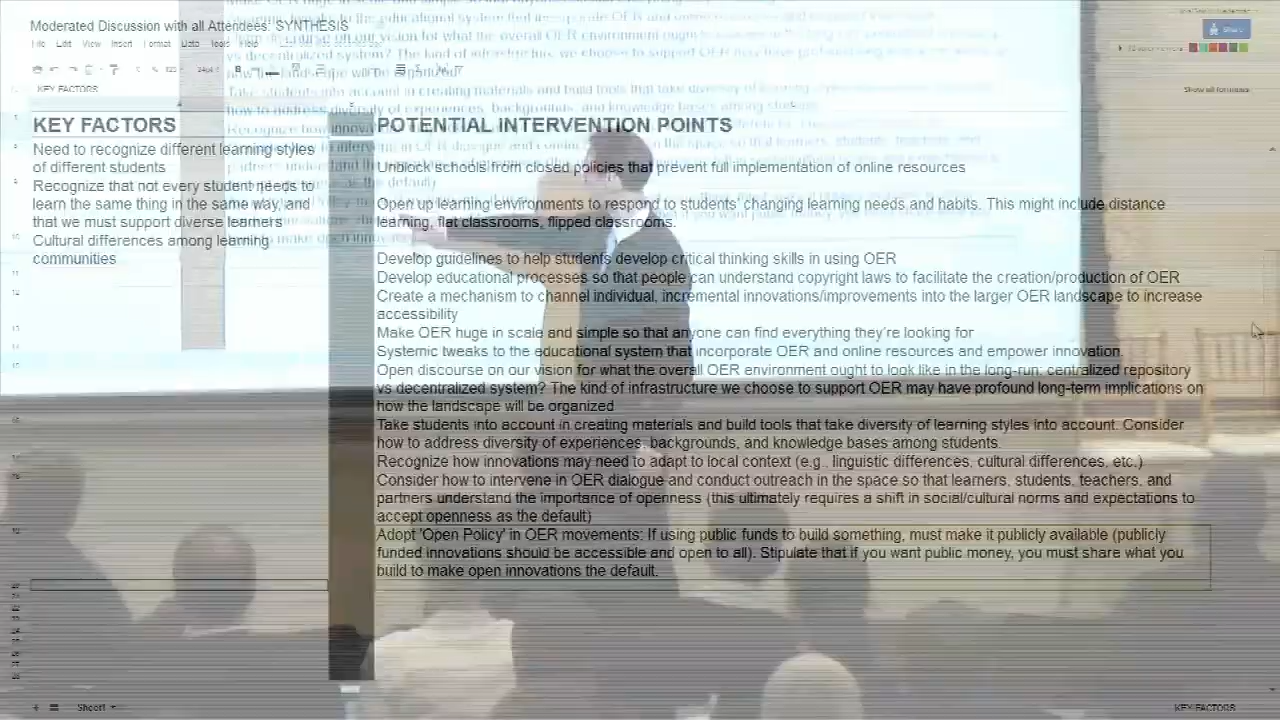 Moderated Discussion with all Attendees: SYNTHESIS
File Edit View Insert Format Data Tools Help
Share
KEY FACTORS
Show all formulas
KEY FACTORS
POTENTIAL INTERVENTION POINTS
Need to recognize different learning styles
of different students
Recognize that not every student needs to
learn the same thing in the same way, and
that we must support diverse learners
Cultural differences among learning
communities
Unblock schools from closed policies that prevent full implementation of online resources
Open up learning environments to respond to students' changing learning needs and habits. This might include distance
learning, flat classrooms, flipped classrooms.
Develop guidelines to help students develop critical thinking skills in using OER
Develop educational processes so that people can understand copyright laws to facilitate the creation/production of OER
Create a mechanism to channel individual, incremental innovations/improvements into the larger OER landscape to increase
accessibility
Make OER huge in scale and simple so that anyone can find everything they're looking for
Systemic tweaks to the educational system that incorporate OER and online resources and empower innovation.
Open discourse on our vision for what the overall OER environment ought to look like in the long-run: centralized repository
vs decentralized system? The kind of infrastructure we choose to support OER may have profound long-term implications on
how the landscape will be organized
Take students into account in creating materials and build tools that take diversity of learning styles into account. Consider
how to address diversity of experiences, backgrounds, and knowledge bases among students.
Recognize how innovations may need to adapt to local context (e.g., linguistic differences, cultural differences, etc.)
Consider how to intervene in OER dialogue and conduct outreach in the space so that learners, students, teachers, and
partners understand the importance of openness (this ultimately requires a shift in social/cultural norms and expectations to
accept openness as the default)
Adopt 'Open Policy' in OER movements: If using public funds to build something, must make it publicly available (publicly
funded innovations should be accessible and open to all). Stipulate that if you want public money, you must share what you
build to make open innovations the default.
Sheet1
KEY FACTORS